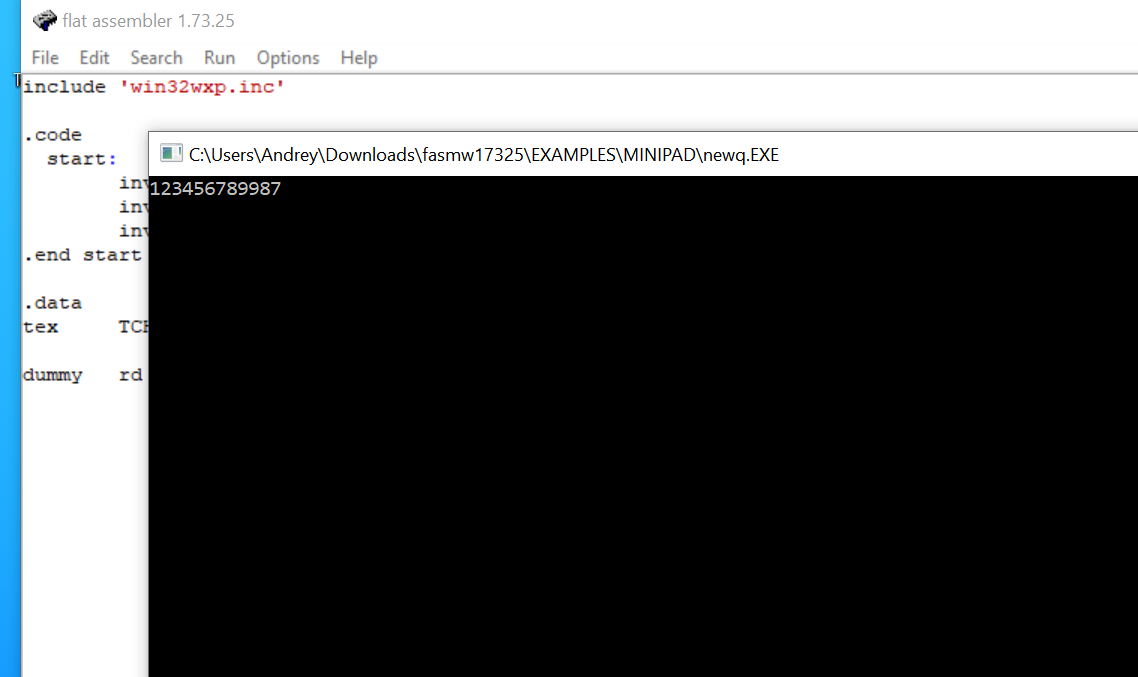 flat assembler 1.73.25
File Edit Search Run Options Help
include 'win32wxp.inc'
.code
start:
inv
inv
inv
.end start
.data
tex TCH
dummy rd
C:\Users\Andrey\Downloads\fasmw17325\EXAMPLES\MINIPAD\newq.EXE
123456789987